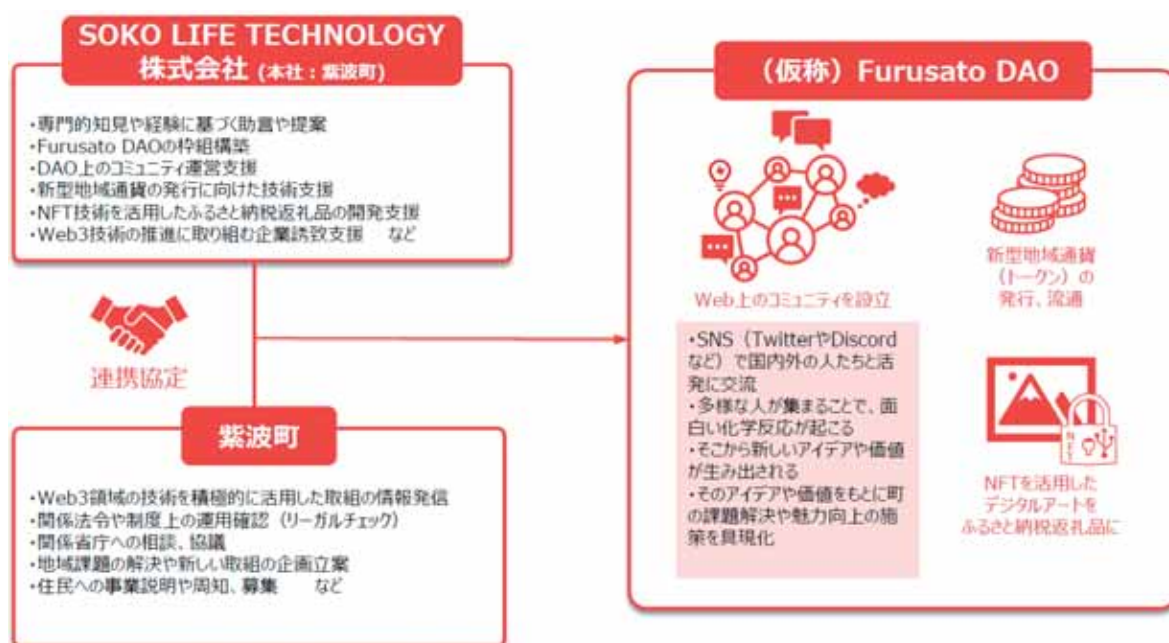 SOKO LIFE TECHNOLOGY
株式会社 (本社：紫波町)
・専門的知見や経験に基づく助言や提案
・Furusato DAOの枠組構築
・DAO上のコミュニティ運営支援
・新型地域通貨の発行に向けた技術支援
・NFT技術を活用したふるさと納税返礼品の開発支援
・Web3技術の推進に取り組む企業誘致支援　など
連携協定
紫波町
・Web3領域の技術を積極的に活用した取組の情報発信
・関係法令や制度上の運用確認（リーガルチェック）
・関係省庁への相談、協議
・地域課題の解決や新しい取組の企画立案
・住民への事業説明や周知、募集　など
（仮称）Furusato DAO
Web上のコミュニティを設立
・SNS（TwitterやDiscord
など）で国内外の人たちと活
発に交流
・多様な人が集まることで、面
白い化学反応が起こる
・そこから新しいアイデアや価値
が生み出される
・そのアイデアや価値をもとに町
の課題解決や魅力向上の施
策を具現化
新型地域通貨
（トークン）の
発行、流通
NFT
NFTを活用した
デジタルアートを
ふるさと納税返礼品に